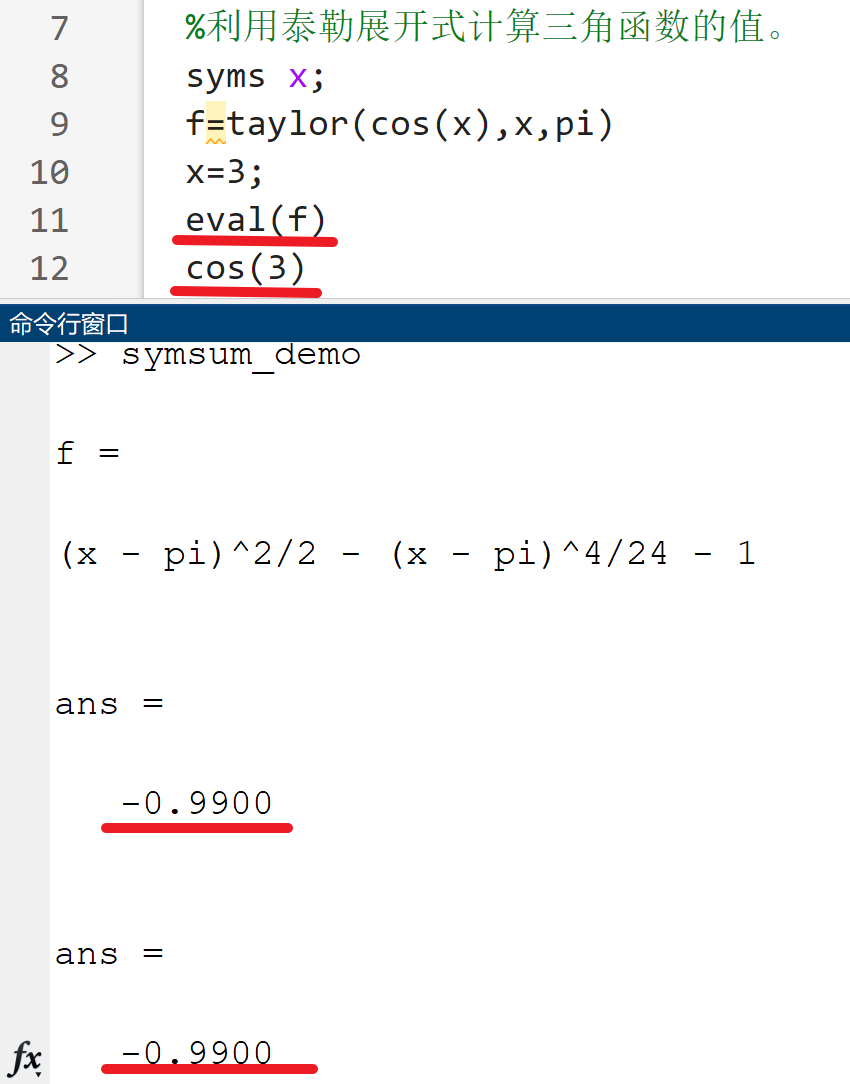 7 %利用泰勒展开式计算三角函数的值。
8 syms x;
9 f=taylor(cos(x),x,pi)
10 x=3;
11 eval(f)
12 cos(3)
命令行窗口
>> symsum_demo
f =
(x - pi)^2/2 - (x - pi)^4/24 - 1
ans =
-0.9900
ans =
-0.9900
fx